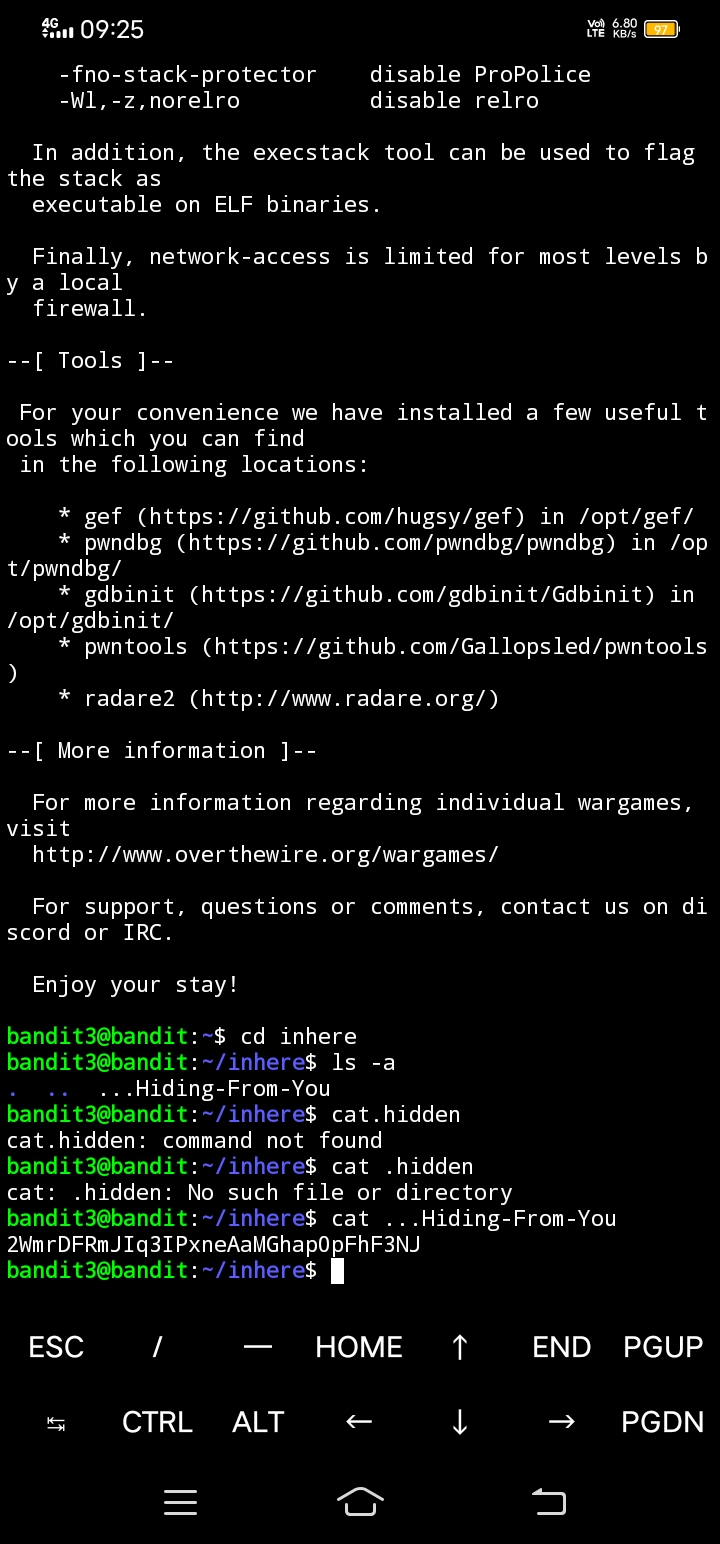 4G 09:25 Vo) LTE 6.80 KB/s 97
-fno-stack-protector    disable ProPolice
-Wl,-z,norelro          disable relro
In addition, the execstack tool can be used to flag
the stack as
executable on ELF binaries.
Finally, network-access is limited for most levels b
y a local
firewall.
--[ Tools ]--
For your convenience we have installed a few useful t
ools which you can find
in the following locations:
* gef (https://github.com/hugsy/gef) in /opt/gef/
* pwndbg (https://github.com/pwndbg/pwndbg) in /op
t/pwndbg/
* gdbinit (https://github.com/gdbinit/Gdbinit) in
/opt/gdbinit/
* pwntools (https://github.com/Gallopsled/pwntools
)
* radare2 (http://www.radare.org/)
--[ More information ]--
For more information regarding individual wargames,
visit
http://www.overthewire.org/wargames/
For support, questions or comments, contact us on di
scord or IRC.
Enjoy your stay!
bandit3@bandit:~$ cd inhere
bandit3@bandit:~/inhere$ ls -a
.  ..  ...Hiding-From-You
bandit3@bandit:~/inhere$ cat.hidden
cat.hidden: command not found
bandit3@bandit:~/inhere$ cat .hidden
cat: .hidden: No such file or directory
bandit3@bandit:~/inhere$ cat ...Hiding-From-You
2WmrDFRmJIq3IPxneAaMGhap0pFhF3NJ
bandit3@bandit:~/inhere$
ESC / — HOME ↑ END PGUP
↹ CTRL ALT ← ↓ → PGDN